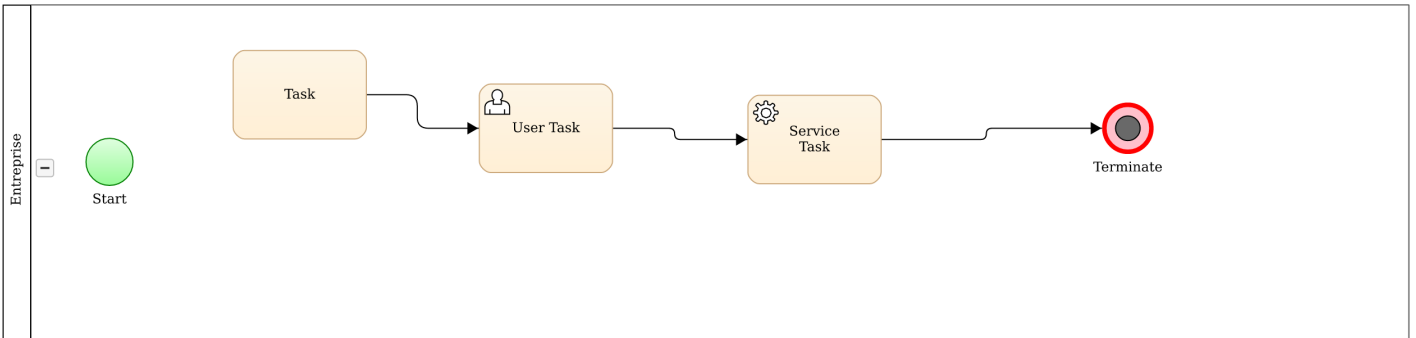 Entreprise
Start
Task
User Task
Service
Task
Terminate